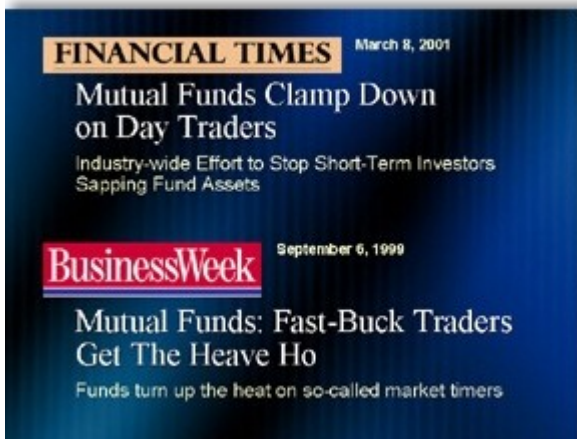 FINANCIAL TIMES March 8, 2001
Mutual Funds Clamp Down
on Day Traders
Industry-wide Effort to Stop Short-Term Investors
Sapping Fund Assets
BusinessWeek September 6, 1999
Mutual Funds: Fast-Buck Traders
Get The Heave Ho
Funds turn up the heat on so-called market timers